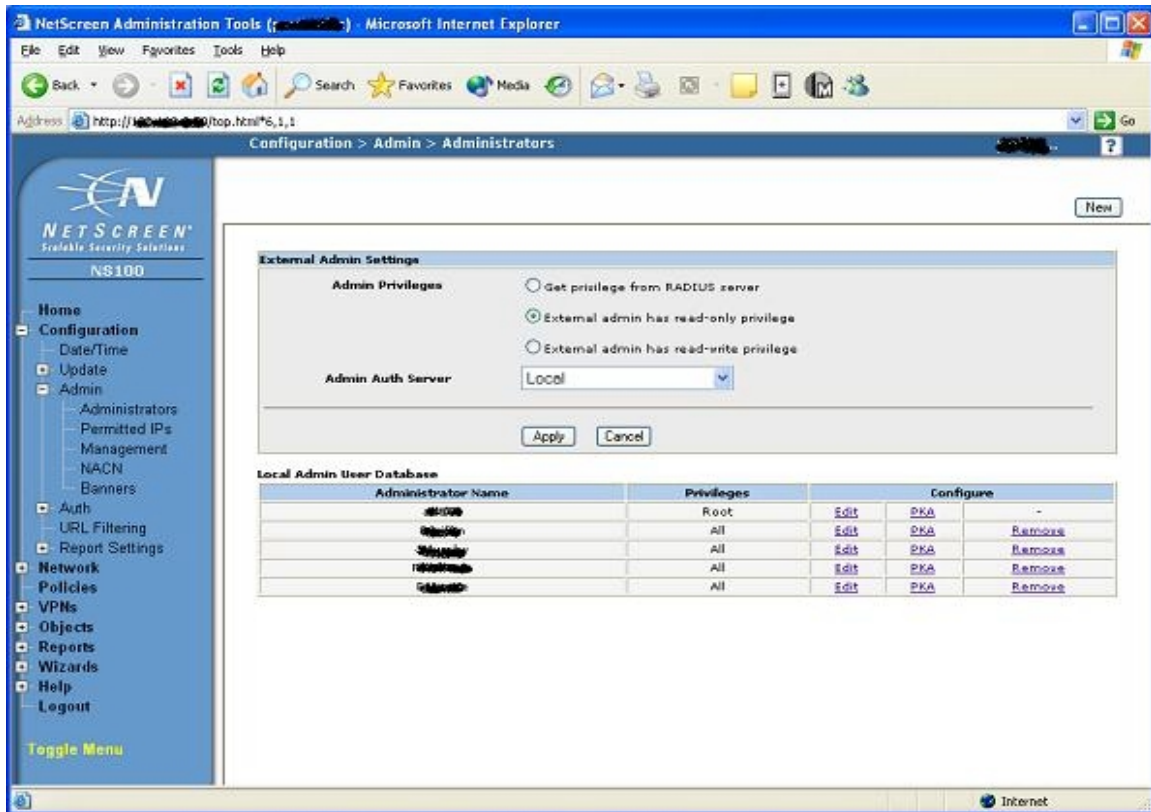 NetScreen Administration Tools ( ) - Microsoft Internet Explorer
File Edit View Favorites Tools Help
Back Search Favorites Media
Address http:// /top.html*6,1,1 Go
Configuration > Admin > Administrators ?
N
NETSCREEN
Scalable Security Solutions
NS100
New
Home
Configuration
Date/Time
Update
Admin
Administrators
Permitted IPs
Management
NACN
Banners
Auth
URL Filtering
Report Settings
Network
Policies
VPNs
Objects
Reports
Wizards
Help
Logout
Toggle Menu
External Admin Settings
Admin Privileges Get privilege from RADIUS server
External admin has read-only privilege
External admin has read-write privilege
Admin Auth Server Local
Apply Cancel
Local Admin User Database
Administrator Name Privileges Configure
Root Edit PKA -
All Edit PKA Remove
All Edit PKA Remove
All Edit PKA Remove
All Edit PKA Remove
Internet